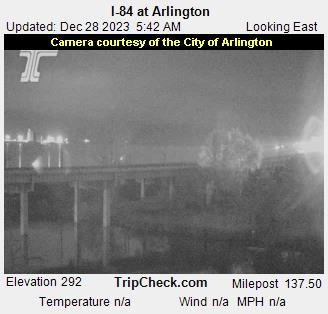 I-84 at Arlington
Updated: Dec 28 2023 5:42 AM Looking East
Camera courtesy of the City of Arlington
Elevation 292 TripCheck.com Milepost 137.50
Temperature n/a Wind n/a MPH n/a